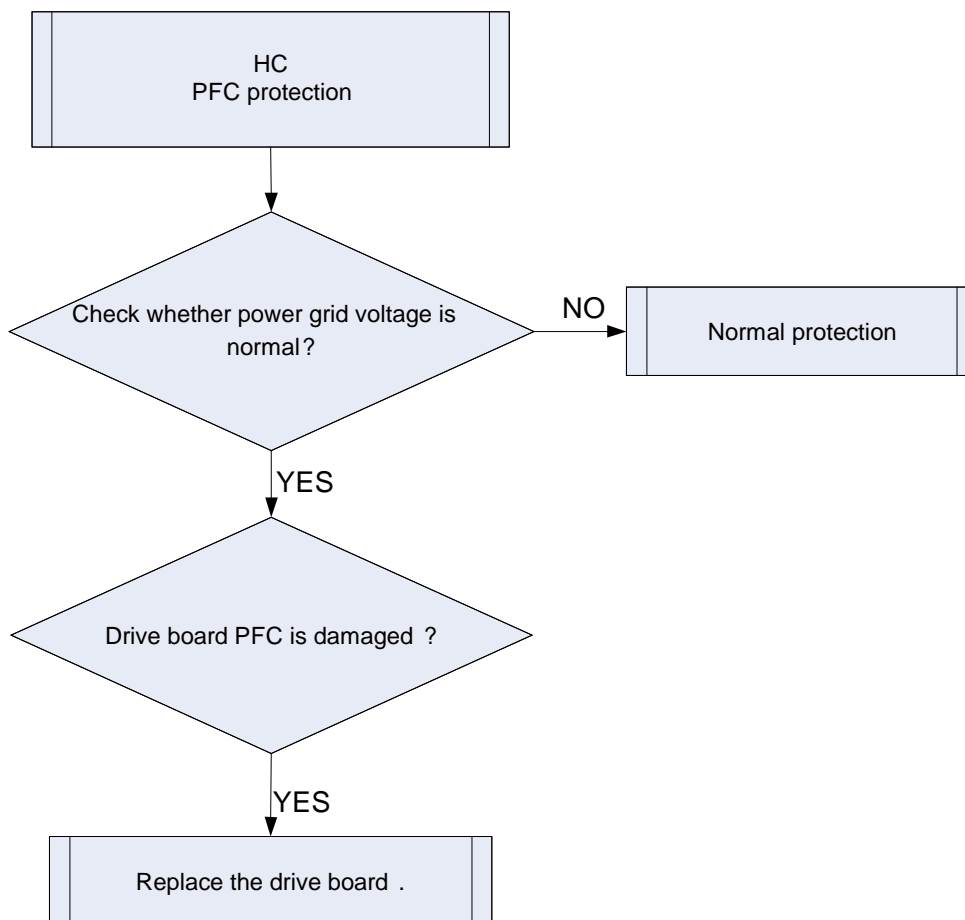 HC
PFC protection
Check whether power grid voltage is
normal?
NO
Normal protection
YES
Drive board PFC is damaged ?
YES
Replace the drive board .